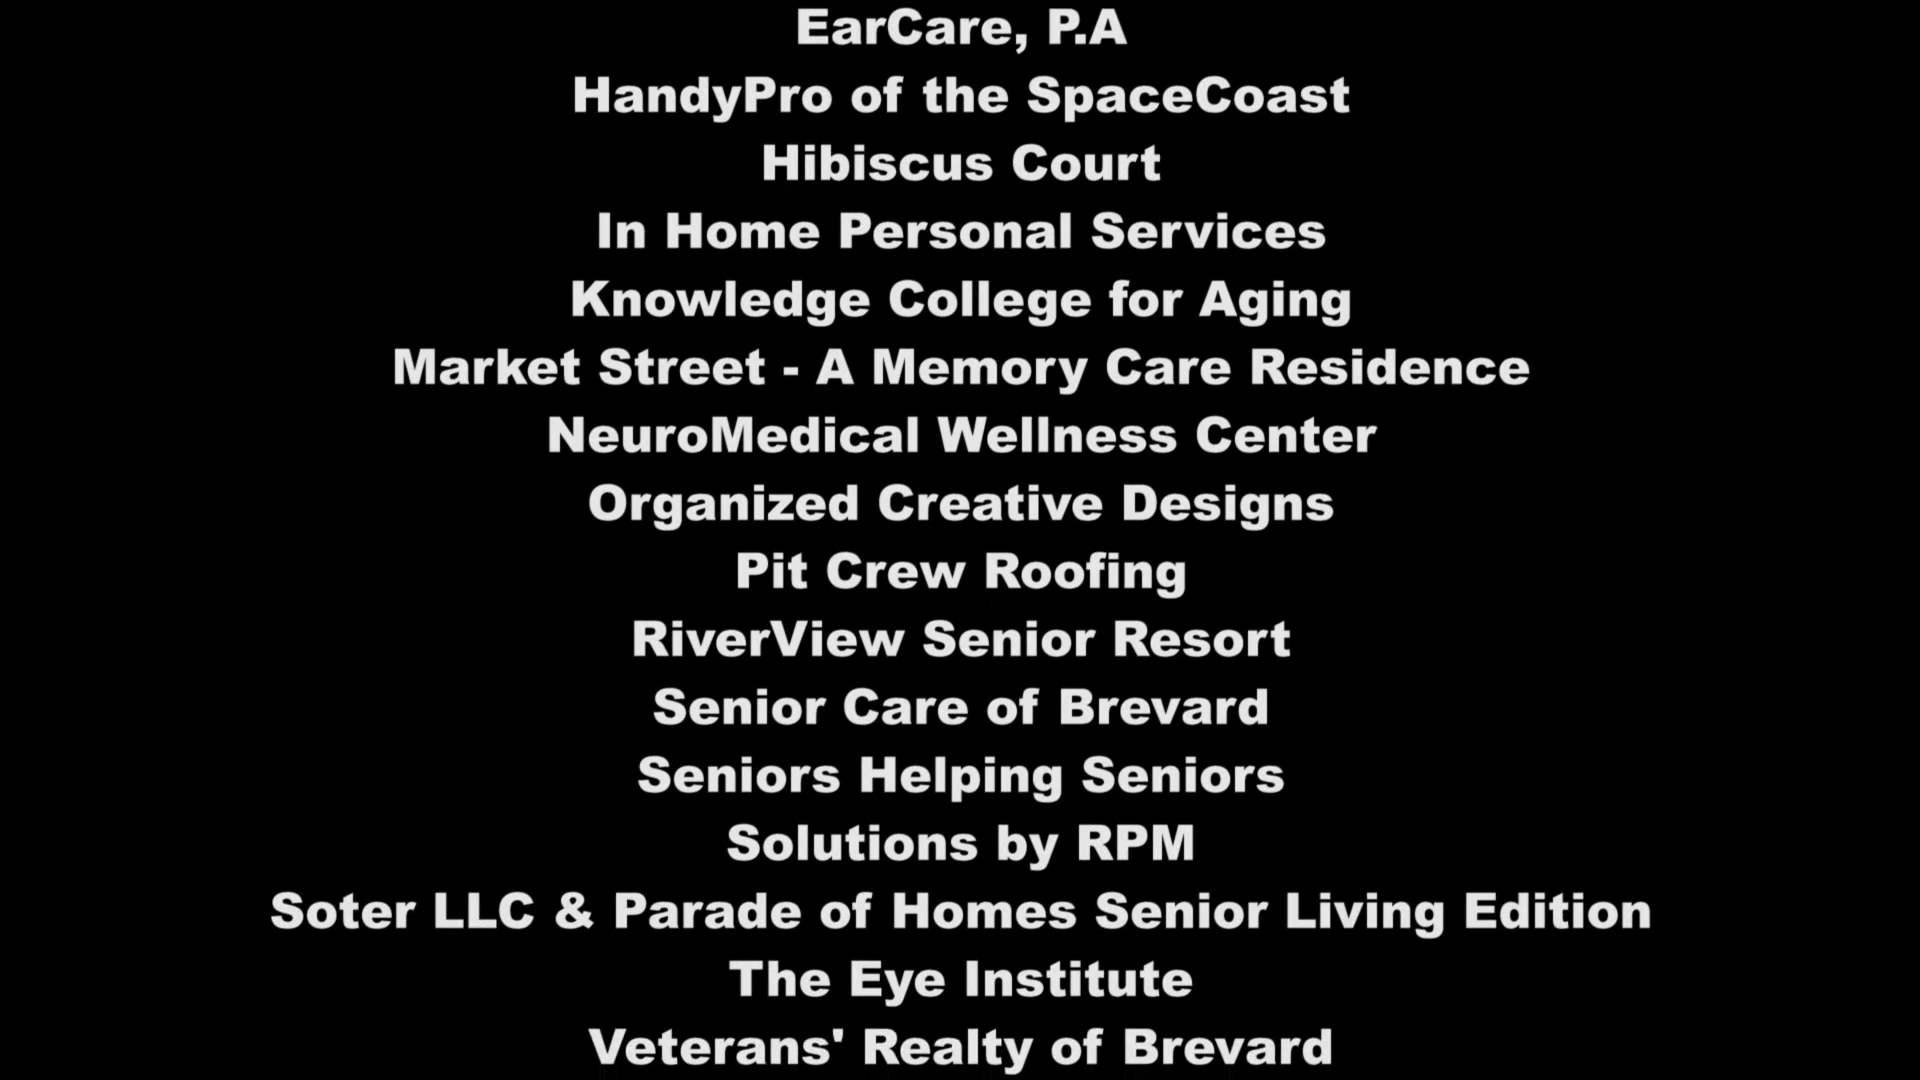 EarCare, P.A
HandyPro of the SpaceCoast
Hibiscus Court
In Home Personal Services
Knowledge College for Aging
Market Street - A Memory Care Residence
NeuroMedical Wellness Center
Organized Creative Designs
Pit Crew Roofing
RiverView Senior Resort
Senior Care of Brevard
Seniors Helping Seniors
Solutions by RPM
Soter LLC & Parade of Homes Senior Living Edition
The Eye Institute
Veterans' Realty of Brevard